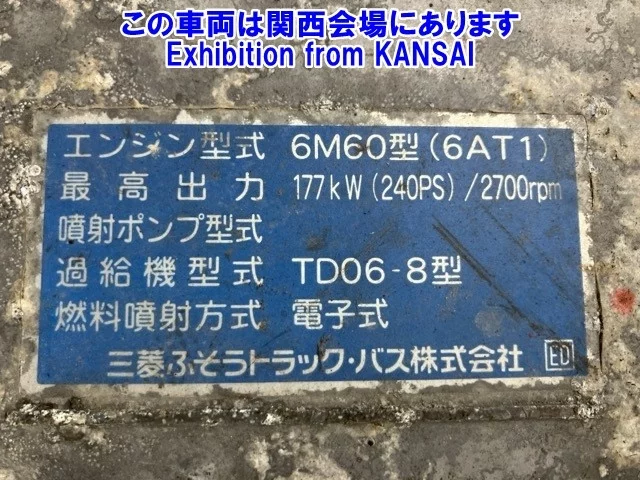 この車両は関西会場にあります
Exhibition from KANSAI
エンジン型式 6M60型(6AT1)
最高出力 177kW(240PS)/2700rpm
噴射ポンプ型式
過給機型式 TD06-8型
燃料噴射方式 電子式
三菱ふそうトラック・バス株式会社 ED